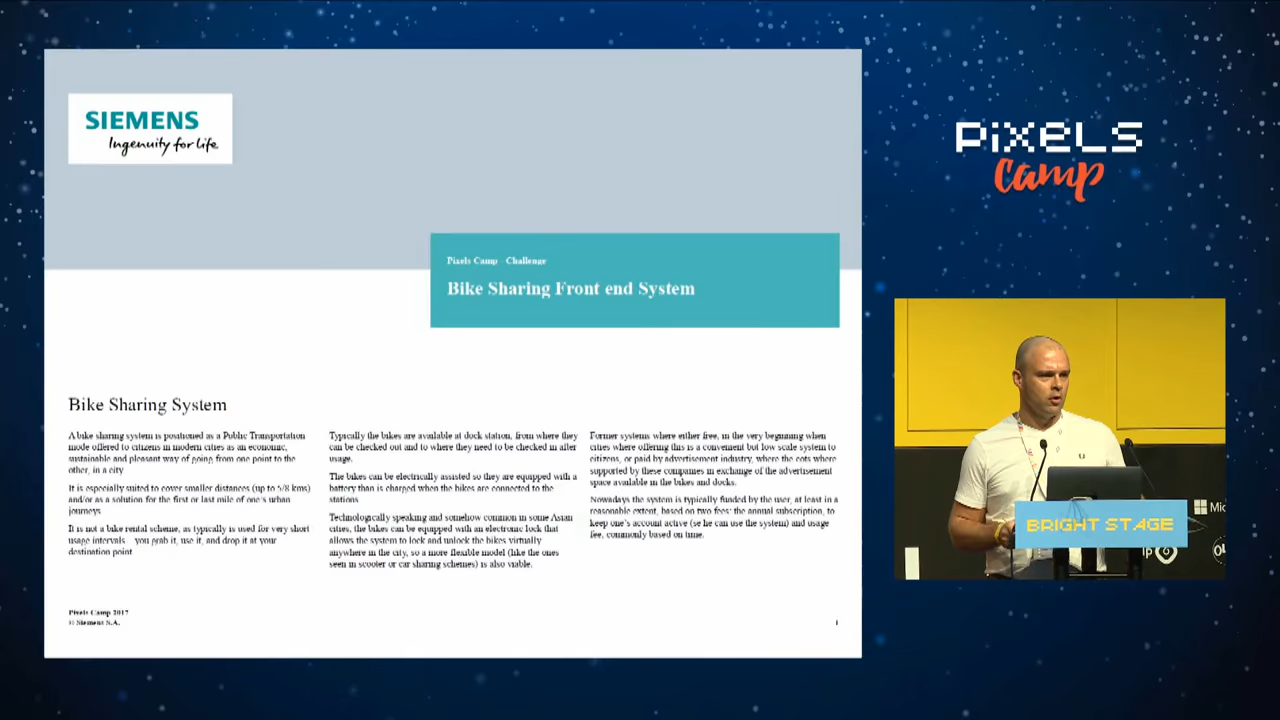 SIEMENS
Ingenuity for life
Pixels Camp Challenge
Bike Sharing Front end System
Bike Sharing System
A bike sharing system is positioned as a Public Transportation
mode offered to citizens in modern cities as an economic,
sustainable and pleasant way of going from one point to the
other, in a city
It is especially suited to cover smaller distances (up to 5/8 kms)
and/or as a solution for the first or last mile of one's urban
journeys
It is not a bike rental scheme, as typically is used for very short
usage intervals you grab it, use it, and drop it at your
destination point
Typically the bikes are available at dock station, from where they
can be checked out and to where they need to be checked in after
usage.
The bikes can be electrically assisted so they are equipped with a
battery than is charged when the bikes are connected to the
stations
Technologically speaking and somehow common in some Asian
cities, the bikes can be equipped with an electronic lock that
allows the system to lock and unlock the bikes virtually
anywhere in the city, so a more flexible model (like the ones
seen in scooter or car sharing schemes) is also viable.
Former systems where either free, in the very beginning when
cities where offering this is a convenient but low scale system to
citizens, or paid by advertisement industry, where the cots where
supported by these companies in exchange of the advertisement
space available in the bikes and docks.
Nowadays the system is typically funded by the user, at least in a
reasonable extent, based on two fees: the annual subscription, to
keep one's account active (se he can use the system) and usage
fee, commonly based on time.
Pixels Camp 2017
© Siemens S.A.
1
PIXELS
Camp
BRIGHT STAGE